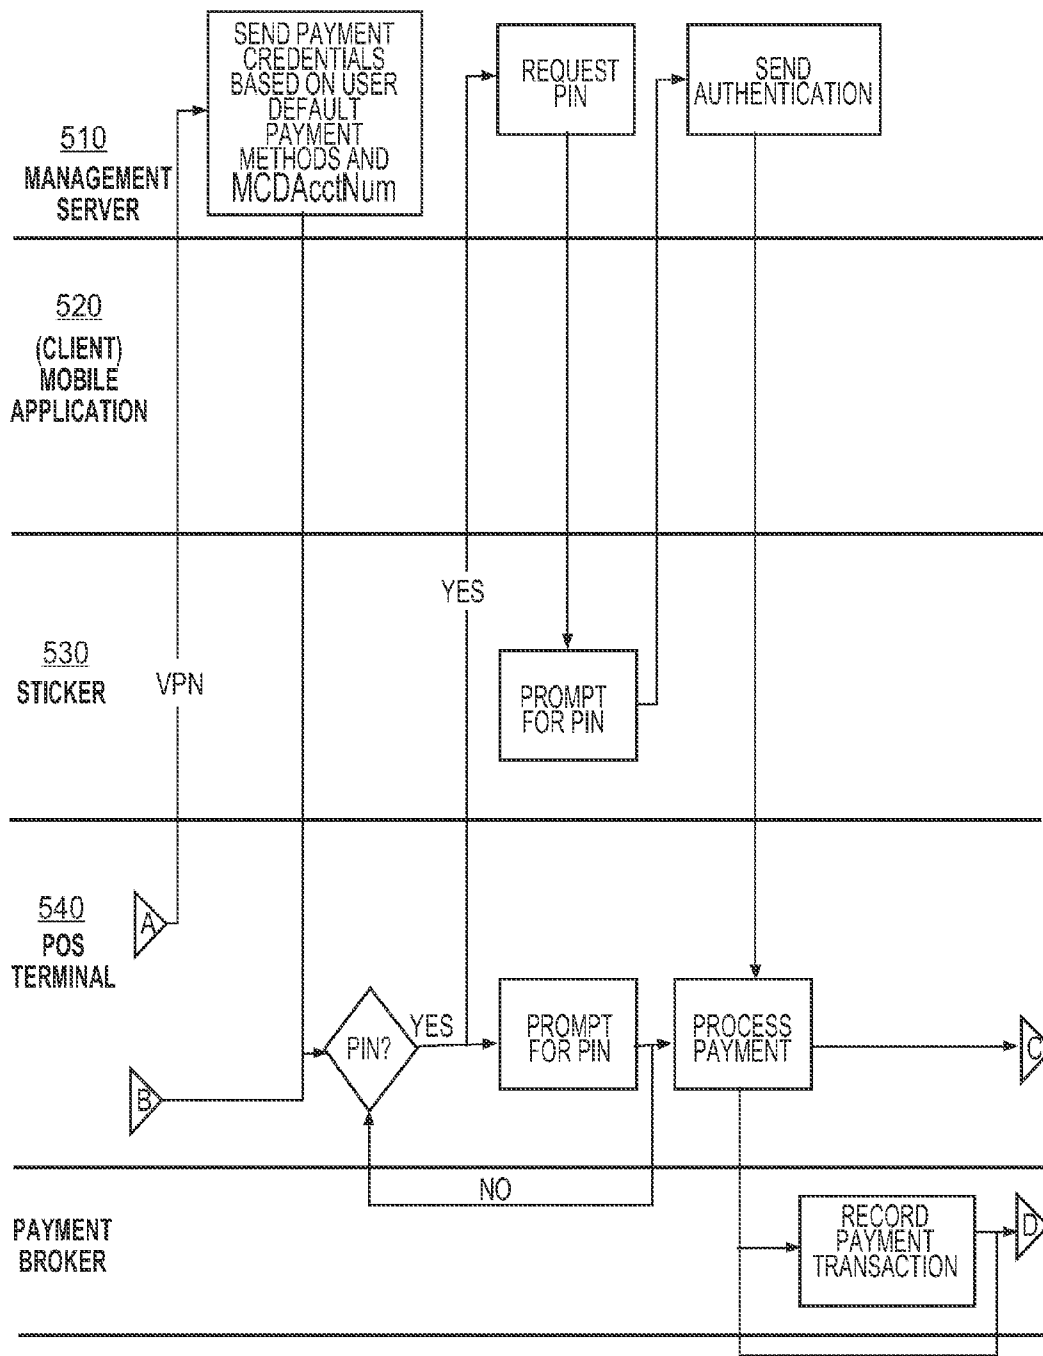 SEND PAYMENT
CREDENTIALS
BASED ON USER
DEFAULT
PAYMENT
METHODS AND
MCDAcctNum
REQUEST
PIN
SEND
AUTHENTICATION
510
MANAGEMENT
SERVER
520
(CLIENT)
MOBILE
APPLICATION
YES
530
STICKER
VPN
PROMPT
FOR PIN
540
POS
TERMINAL
A
B
PIN?
YES
PROMPT
FOR PIN
PROCESS
PAYMENT
C
NO
PAYMENT
BROKER
RECORD
PAYMENT
TRANSACTION
D